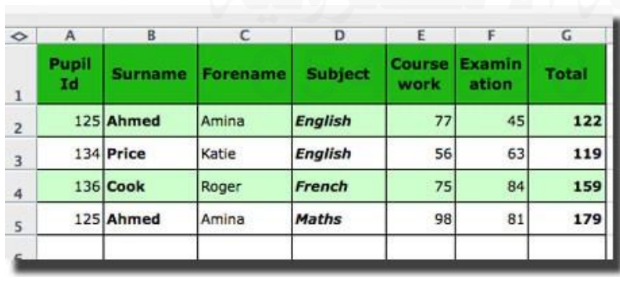 A B C D E F G
1 Pupil Id Surname Forename Subject Course work Examin ation Total
2 125 Ahmed Amina English 77 45 122
3 134 Price Katie English 56 63 119
4 136 Cook Roger French 75 84 159
5 125 Ahmed Amina Maths 98 81 179